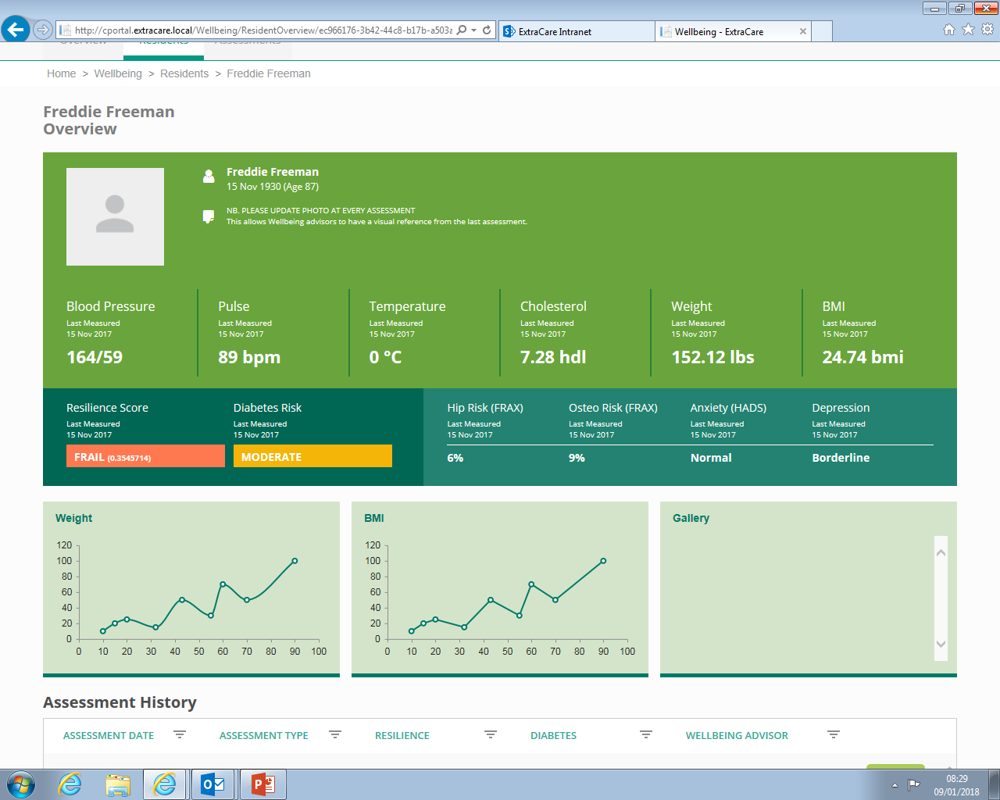 http://cportal.extracare.local/Wellbeing/ResidentOverview/ec966176-3b42-44c8-b17b-a503a
ExtraCare Intranet
Wellbeing - ExtraCare
Overview Residents Assessments
Home > Wellbeing > Residents > Freddie Freeman
Freddie Freeman
Overview
Freddie Freeman
15 Nov 1930 (Age 87)
NB. PLEASE UPDATE PHOTO AT EVERY ASSESSMENT
This allows Wellbeing advisors to have a visual reference from the last assessment.
Blood Pressure Pulse Temperature Cholesterol Weight BMI
Last Measured Last Measured Last Measured Last Measured Last Measured Last Measured
15 Nov 2017 15 Nov 2017 15 Nov 2017 15 Nov 2017 15 Nov 2017 15 Nov 2017
164/59 89 bpm 0 °C 7.28 hdl 152.12 lbs 24.74 bmi
Resilience Score Diabetes Risk Hip Risk (FRAX) Osteo Risk (FRAX) Anxiety (HADS) Depression
Last Measured Last Measured Last Measured Last Measured Last Measured Last Measured
15 Nov 2017 15 Nov 2017 15 Nov 2017 15 Nov 2017 15 Nov 2017 15 Nov 2017
FRAIL (0.3545714) MODERATE 6% 9% Normal Borderline
Weight
120
100
80
60
40
20
0
0 10 20 30 40 50 60 70 80 90 100
BMI
120
100
80
60
40
20
0
0 10 20 30 40 50 60 70 80 90 100
Gallery
Assessment History
ASSESSMENT DATE ASSESSMENT TYPE RESILIENCE DIABETES WELLBEING ADVISOR
08:29
09/01/2018